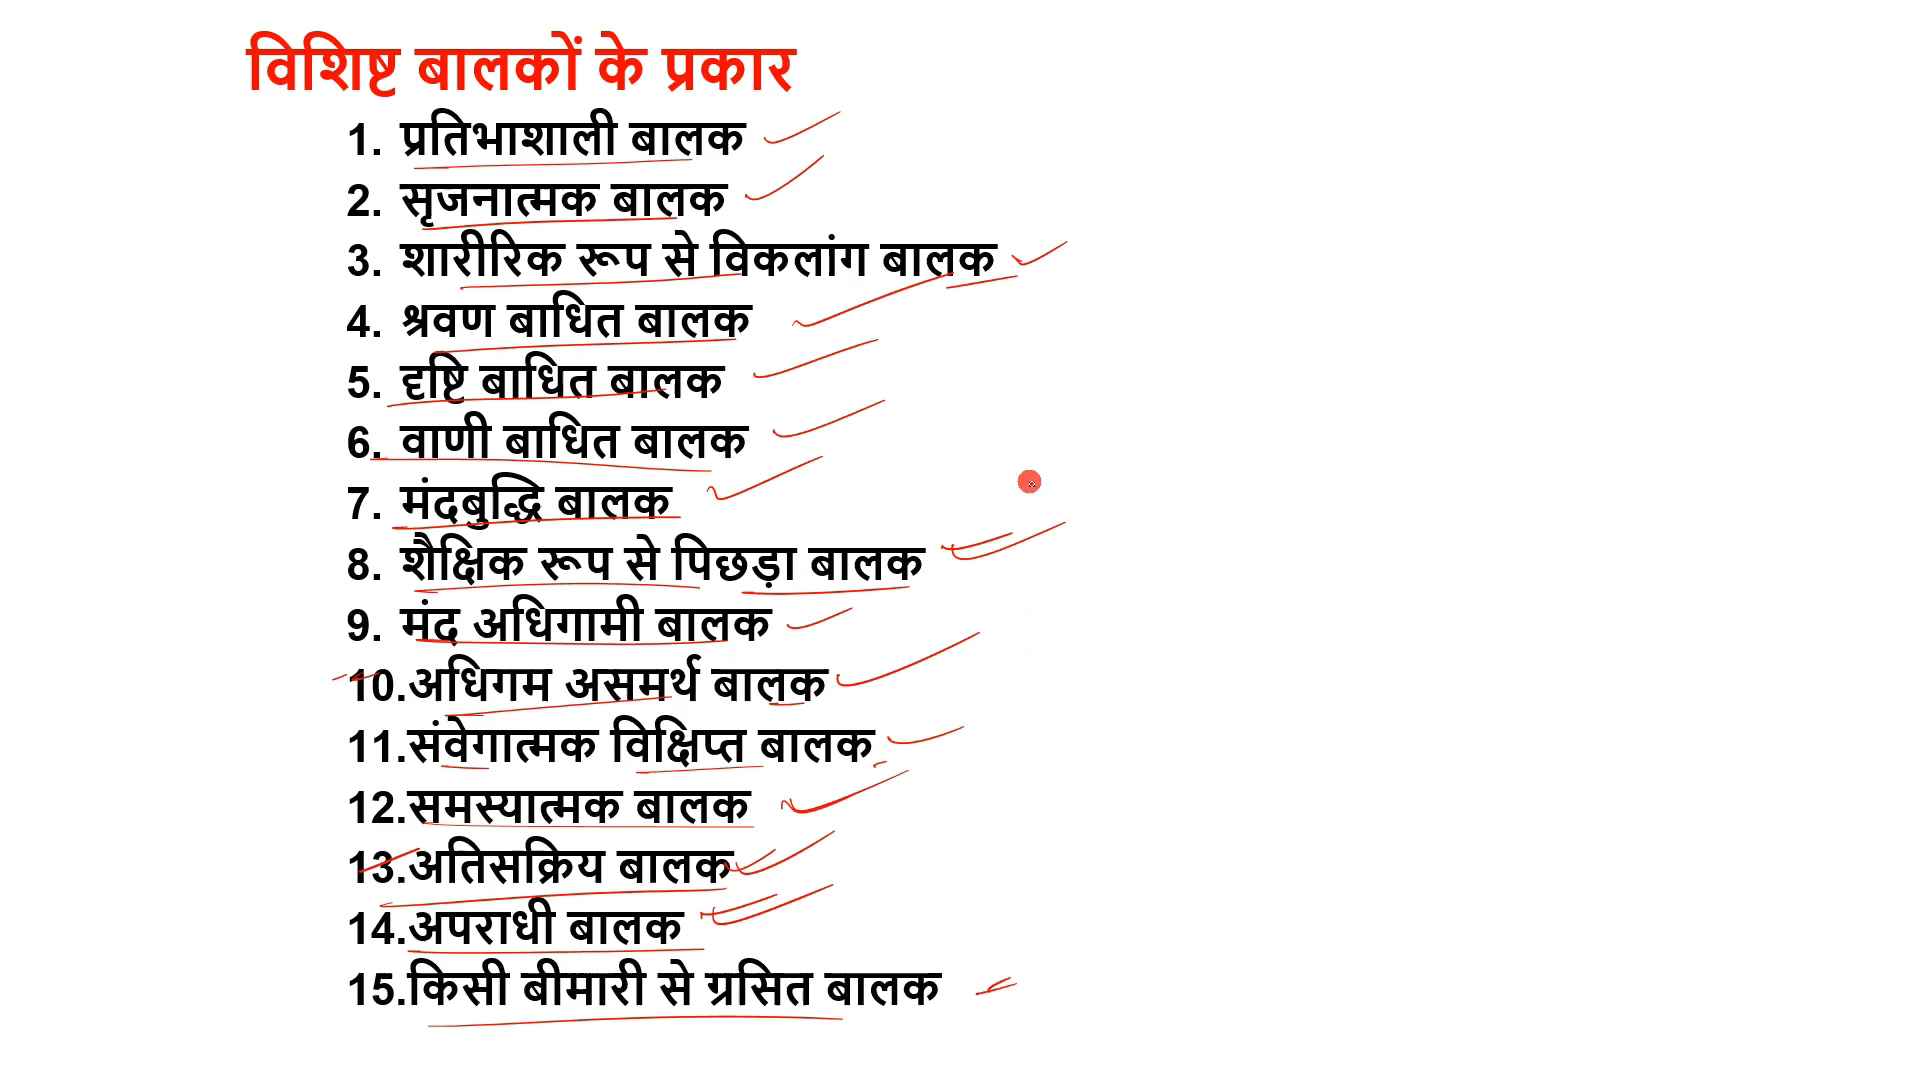 विशिष्ट बालकों के प्रकार
1. प्रतिभाशाली बालक
2. सृजनात्मक बालक
3. शारीरिक रूप से विकलांग बालक
4. श्रवण बाधित बालक
5. दृष्टि बाधित बालक
6. वाणी बाधित बालक
7. मंदबुद्धि बालक
8. शैक्षिक रूप से पिछड़ा बालक
9. मंद अधिगामी बालक
10.अधिगम असमर्थ बालक
11.संवेगात्मक विक्षिप्त बालक
12.समस्यात्मक बालक
13.अतिसक्रिय बालक
14.अपराधी बालक
15.किसी बीमारी से ग्रसित बालक